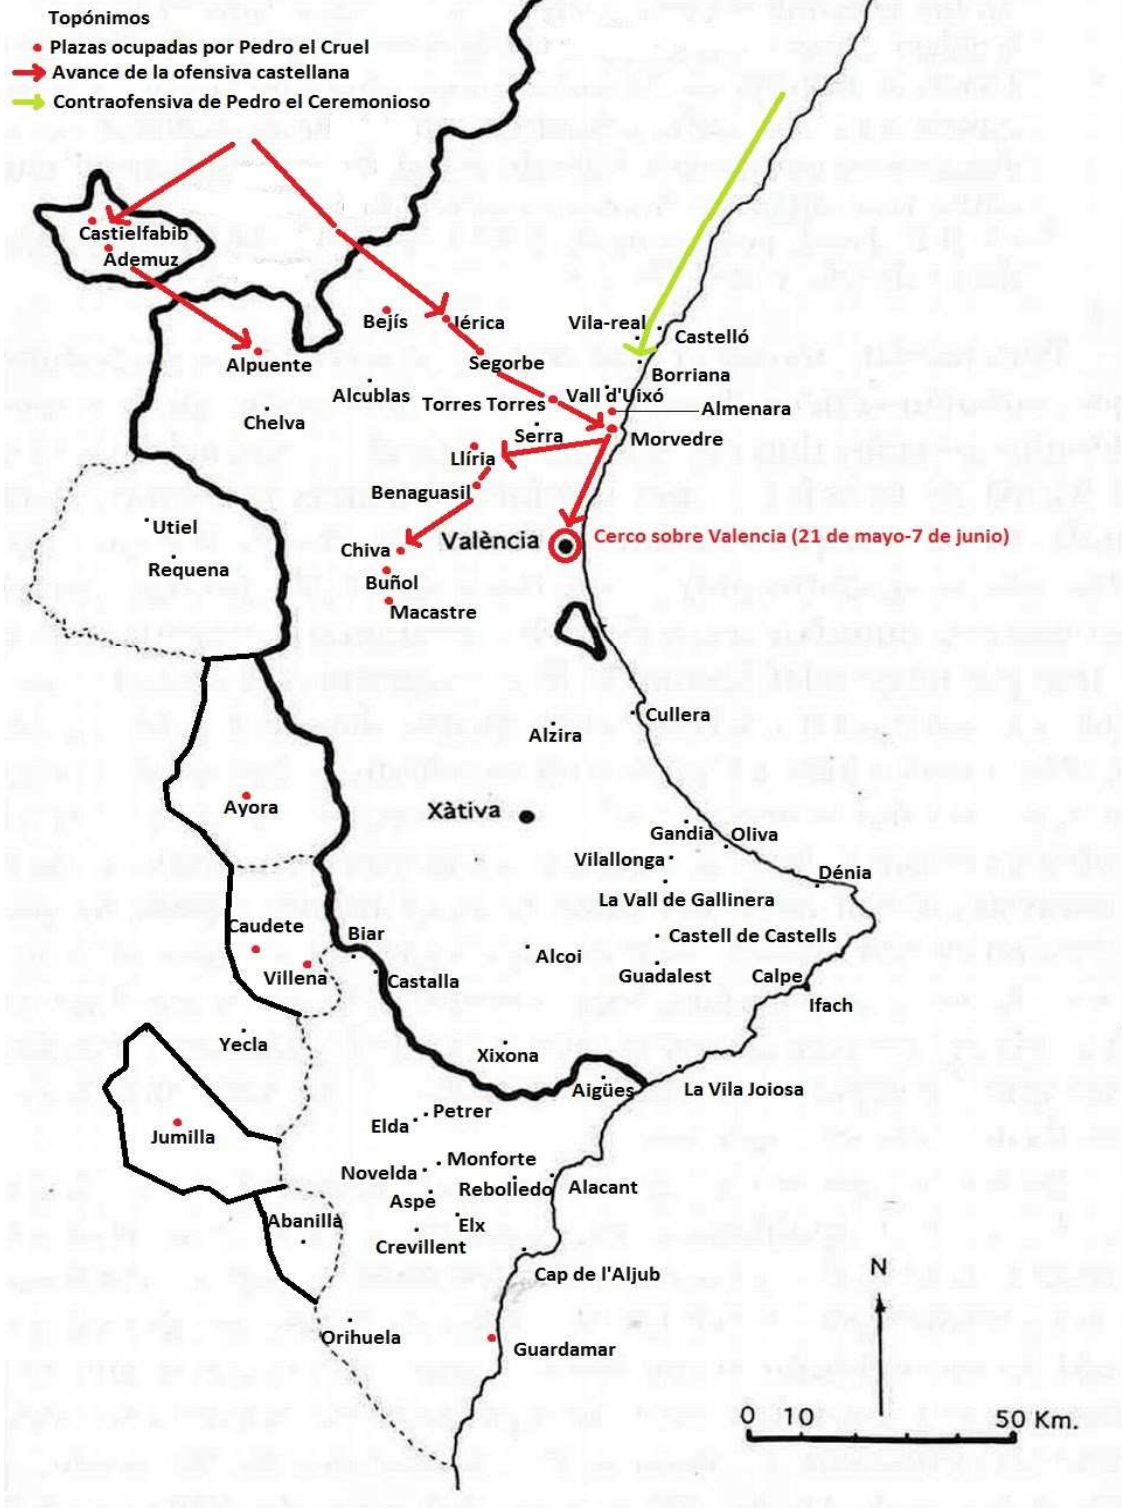 Topónimos
Plazas ocupadas por Pedro el Cruel
Avance de la ofensiva castellana
Contraofensiva de Pedro el Ceremonioso
Castielfabib
Ademuz
Bejís
Jérica
Vila-real
Castelló
Alpuente
Segorbe
Borriana
Alcublas
Vall d'Uixó
Torres Torres
Almenara
Chelva
Serra
Morvedre
Llíria
Benaguasil
Utiel
València
Cerco sobre Valencia (21 de mayo-7 de junio)
Chiva
Requena
Buñol
Macastre
Cullera
Alzira
Ayora
Xàtiva
Gandia
Oliva
Vilallonga
Dénia
La Vall de Gallinera
Caudete
Biar
Castell de Castells
Alcoi
Villena
Castalla
Guadalest
Calpe
Ifach
Yecla
Xixona
Aigües
La Vila Joiosa
Petrer
Elda
Jumilla
Monforte
Novelda
Rebolledo
Alacant
Aspe
Abanilla
Elx
Crevillent
N
Cap de l'Aljub
Orihuela
Guardamar
0 10 50 Km.